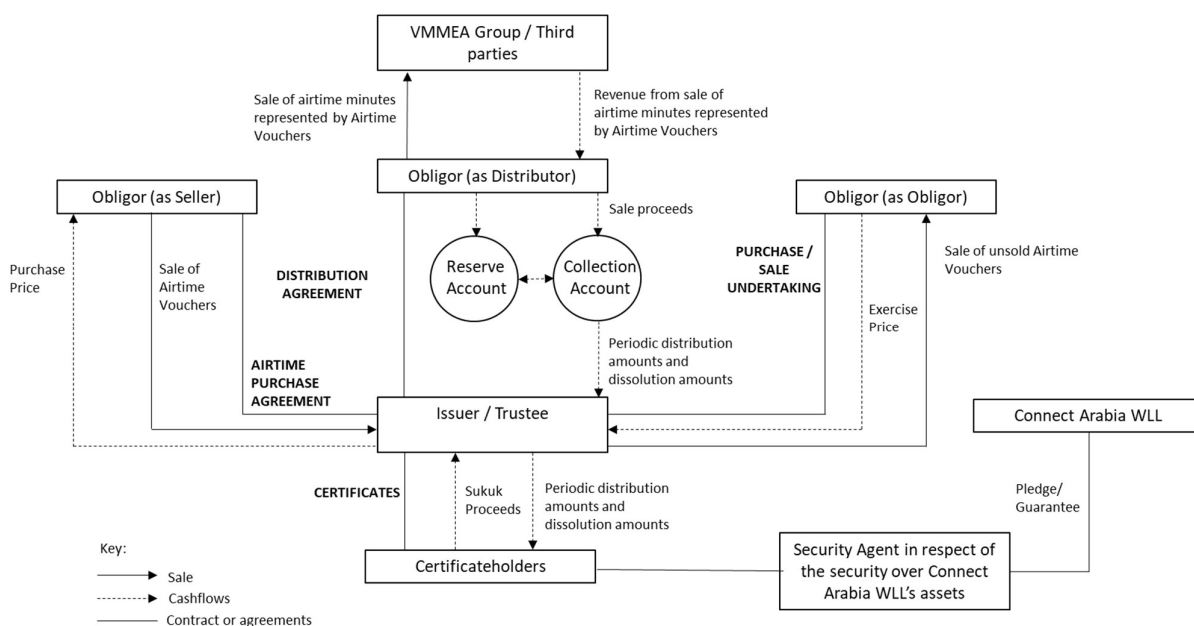 VMMEA Group / Third
parties
Sale of airtime minutes
represented by Airtime
Vouchers
Revenue from sale of
airtime minutes represented
by Airtime Vouchers
Obligor (as Seller)
Obligor (as Distributor)
Obligor (as Obligor)
Sale proceeds
Purchase
Price
Sale of
Airtime
Vouchers
DISTRIBUTION
AGREEMENT
Reserve
Account
Collection
Account
PURCHASE /
SALE
UNDERTAKING
Sale of unsold Airtime
Vouchers
Exercise
Price
AIRTIME
PURCHASE
AGREEMENT
Periodic distribution
amounts and
dissolution amounts
Issuer / Trustee
Connect Arabia WLL
CERTIFICATES
Sukuk
Proceeds
Periodic distribution
amounts and
dissolution amounts
Pledge/
Guarantee
Certificateholders
Security Agent in respect of
the security over Connect
Arabia WLL's assets
Key:
Sale
Cashflows
Contract or agreements